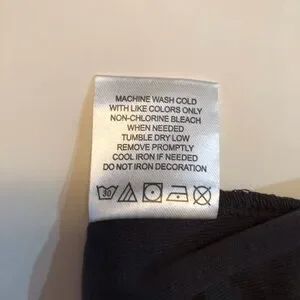 MACHINE WASH COLD
WITH LIKE COLORS ONLY
NON-CHLORINE BLEACH
WHEN NEEDED
TUMBLE DRY LOW
REMOVE PROMPTLY
COOL IRON IF NEEDED
DO NOT IRON DECORATION
30